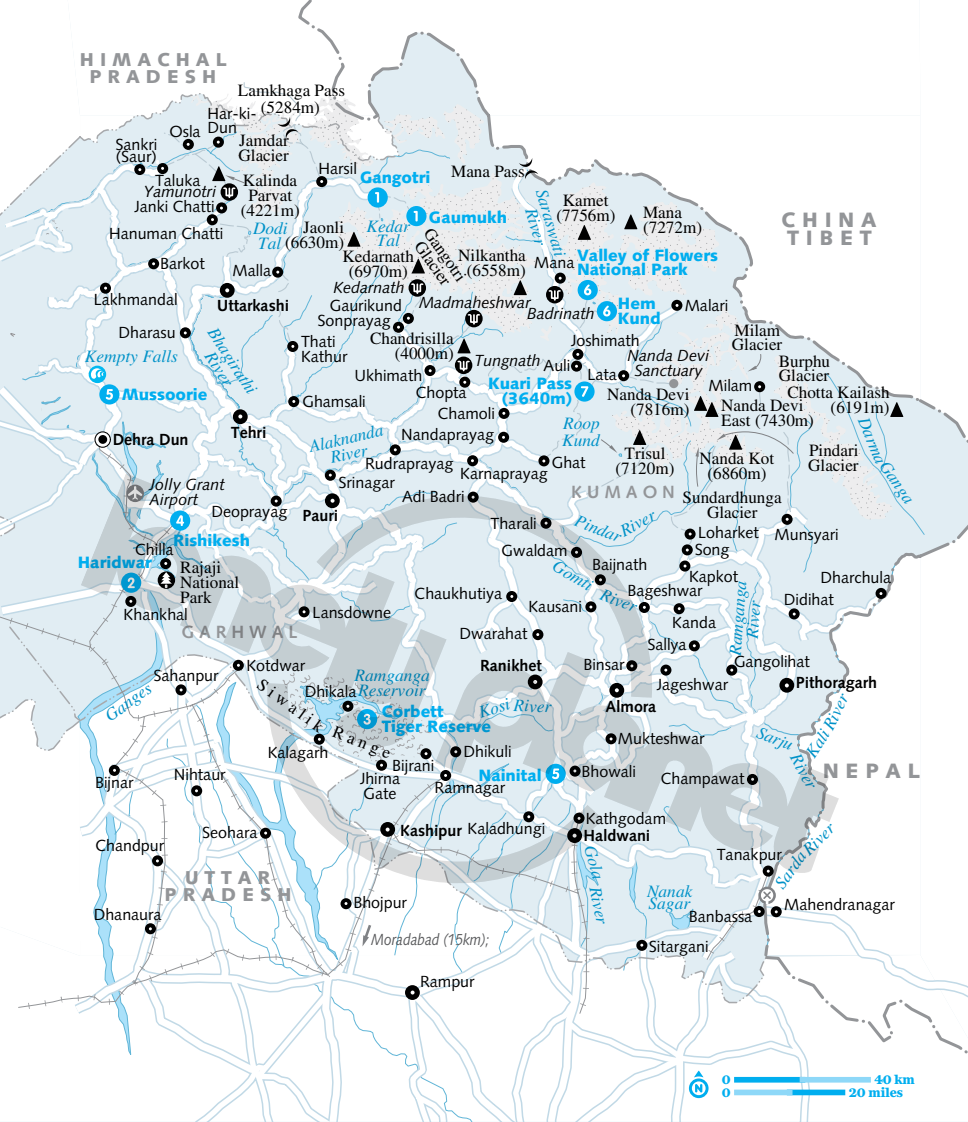 HIMACHAL
PRADESH
Lamkhaga Pass
(5284m)
Har-ki-
Dun
Osla
Jamdar
Glacier
Sankri
(Saur)
Taluka
Yamunotri
Kalinda
Parvat
(4221m)
Janki Chatti
Hanuman Chatti
Harsil
Gangotri
1
1
Gaumukh
Mana Pass
Saraswati
River
Kamet
(7756m)
Mana
(7272m)
CHINA
TIBET
Dodi
Tal
Jaonli
(6630m)
Kedar
Tal
Gangotri
Glacier
Kedarnath
(6970m)
Nilkantha
(6558m)
Mana
Valley of Flowers
National Park
6
Barkot
Malla
Kedarnath
Madmaheshwar
Badrinath
6
Hem
Kund
Malari
Lakhmandal
Uttarkashi
Gaurikund
Sonprayag
Dharasu
Bhagirathi
River
Thati
Kathur
Chandrisilla
(4000m)
Joshimath
Milam
Glacier
Kempty Falls
Ukhimath
Tungnath
Auli
Lata
Nanda Devi
Sanctuary
Burphu
Glacier
5
Mussoorie
Chopta
Kuari Pass
(3640m)
7
Milam
Chotta Kailash
(6191m)
Ghamsali
Nanda Devi
(7816m)
Nanda Devi
East (7430m)
Tehri
Chamoli
Dehra Dun
Alaknanda
River
Nandaprayag
Roop
Kund
Darma Ganga
Rudraprayag
Karnaprayag
Ghat
Trisul
(7120m)
Nanda Kot
(6860m)
Pindari
Glacier
Jolly Grant
Airport
Srinagar
KUMAON
Deoprayag
Pauri
Adi Badri
Sundardhunga
Glacier
4
Rishikesh
Tharali
Pindar River
Loharket
Munsyari
Chilla
Gwaldam
Song
Haridwar
2
Rajaji
National
Park
Gomti River
Baijnath
Kapkot
Dharchula
Khankhal
Chaukhutiya
Kausani
Bageshwar
Kanda
Ramganga
River
Didihat
Lansdowne
GARHWAL
Dwarahat
Sallya
Kotdwar
Ranikhet
Binsar
Gangolihat
Sahanpur
Ramganga
Reservoir
Jageshwar
Pithoragarh
Ganges
Siwalik Range
Dhikala
3
Corbett
Tiger Reserve
Kosi River
Almora
Kali River
Kalagarh
Mukteshwar
Sarju River
Bijnar
Nihtaur
Jhirna
Gate
Bijrani
Dhikuli
Ramnagar
Nainital
5
Bhowali
Champawat
NEPAL
Seohara
Kashipur
Kaladhungi
Kathgodam
Haldwani
Chandpur
Tanakpur
Sarda River
UTTAR
PRADESH
Gola River
Nanak
Sagar
Dhanaura
Bhojpur
Banbassa
Mahendranagar
Moradabad (15km);
Sitargani
Rampur
N
0
40 km
0
20 miles
lonely planet